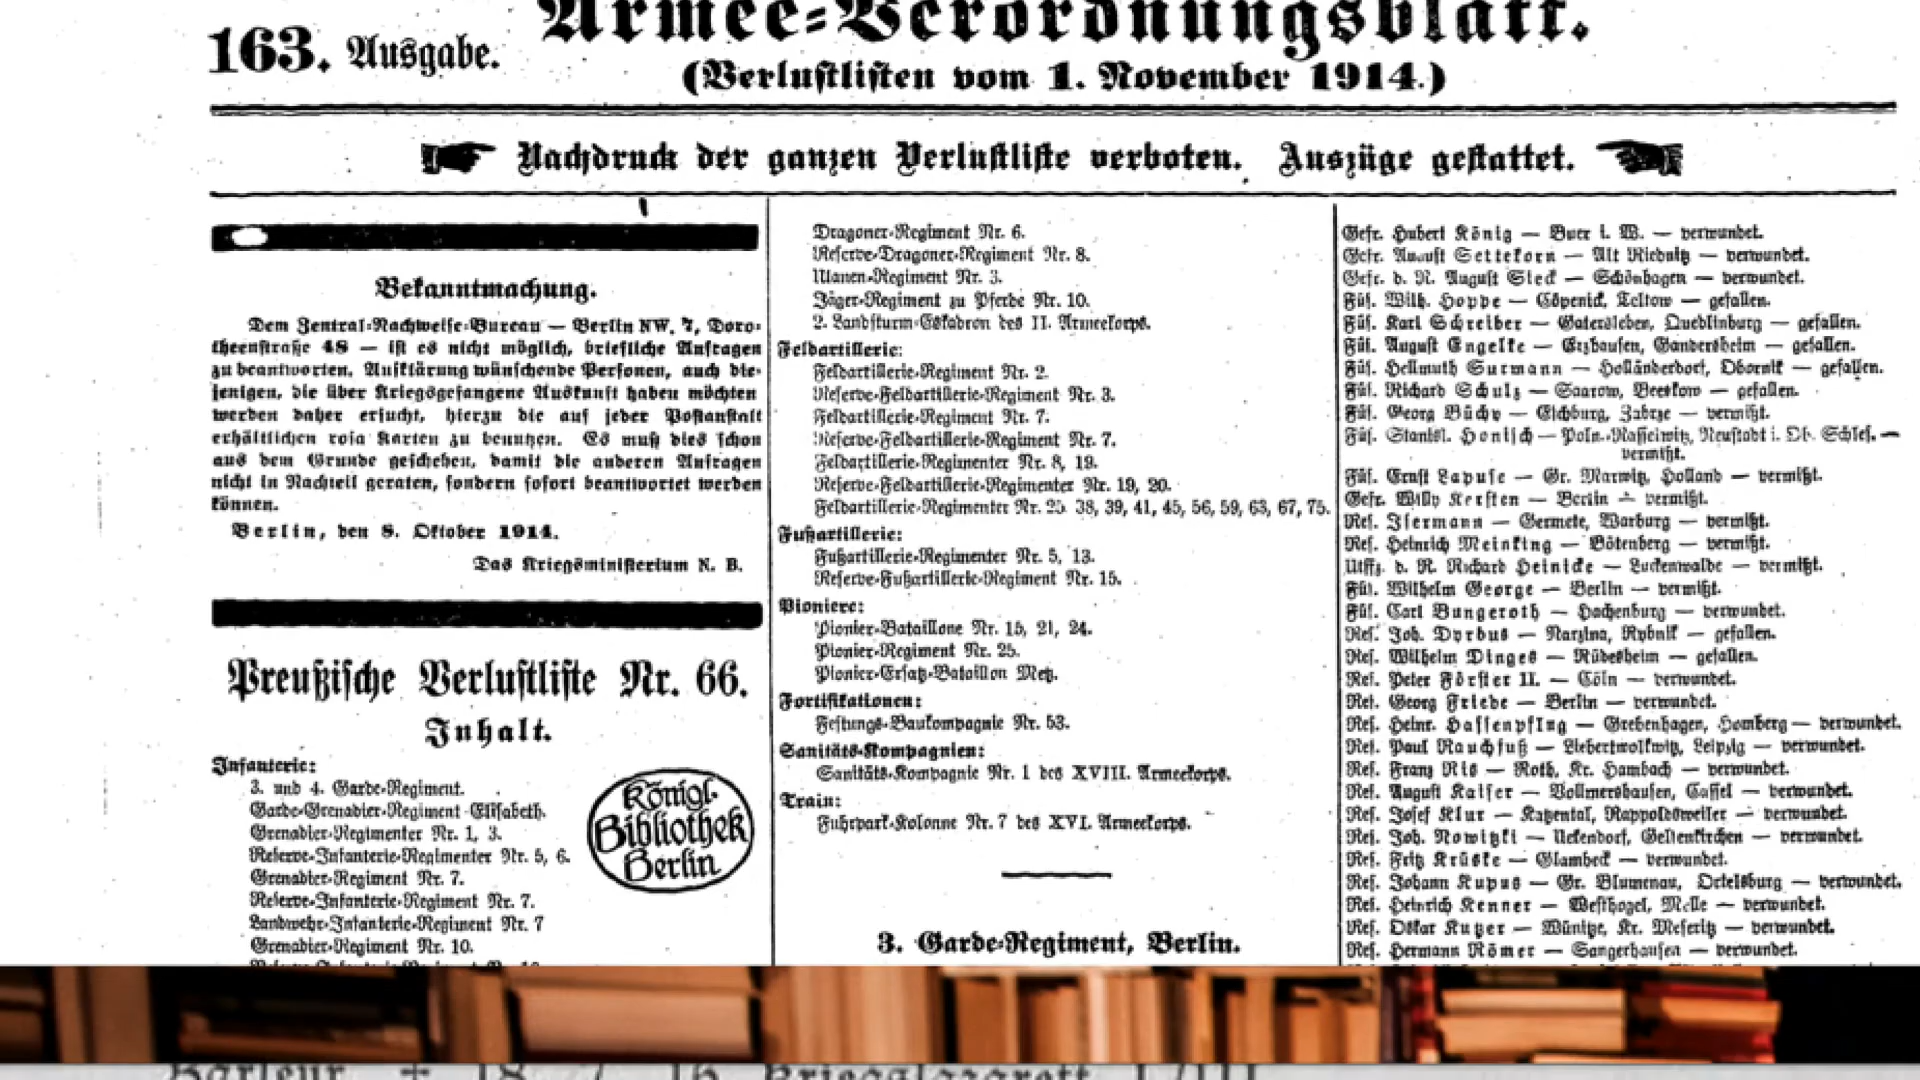 163. Ausgabe.
Armee-Verordnungsblatt.
(Verlustlisten vom 1. November 1914.)
Nachdruck der ganzen Verlustliste verboten. Auszüge gestattet.
Bekanntmachung.
Dem Zentral-Nachweise-Bureau — Berlin NW. 7, Doro-
theenstraße 48 — ist es nicht möglich, briefliche Anfragen
zu beantworten. Aufklärung wünschende Personen, auch die-
jenigen, die über Kriegsgefangene Auskunft haben möchten
werden daher ersucht, hierzu die auf jeder Postanstalt
erhältlichen rosa Karten zu benutzen. Es muß dies schon
aus dem Grunde geschehen, damit die anderen Anfragen
nicht in Nachteil geraten, sondern sofort beantwortet werden
können.
Berlin, den 8. Oktober 1914.
Das Kriegsministerium N. B.
Preußische Verlustliste Nr. 66.
Inhalt.
Infanterie:
3. und 4. Garde-Regiment.
Garde-Grenadier-Regiment Elisabeth.
Grenadier-Regimenter Nr. 1, 3.
Reserve-Infanterie-Regimenter Nr. 5, 6.
Grenadier-Regiment Nr. 7.
Reserve-Infanterie-Regiment Nr. 7.
Landwehr-Infanterie-Regiment Nr. 7
Grenadier-Regiment Nr. 10.
Königl.
Bibliothek
Berlin
Dragoner-Regiment Nr. 6.
Reserve-Dragoner-Regiment Nr. 8.
Ulanen-Regiment Nr. 3.
Jäger-Regiment zu Pferde Nr. 10.
2. Landsturm-Eskadron des II. Armeekorps.
Feldartillerie:
Feldartillerie-Regiment Nr. 2.
Reserve-Feldartillerie-Regiment Nr. 3.
Feldartillerie-Regiment Nr. 7.
Reserve-Feldartillerie-Regiment Nr. 7.
Feldartillerie-Regimenter Nr. 8, 19.
Reserve-Feldartillerie-Regimenter Nr. 19, 20.
Feldartillerie-Regimenter Nr. 38, 39, 41, 45, 56, 59, 63, 67, 75.
Fußartillerie:
Fußartillerie-Regimenter Nr. 5, 13.
Reserve-Fußartillerie-Regiment Nr. 15.
Pioniere:
Pionier-Bataillone Nr. 15, 21, 24.
Pionier-Regiment Nr. 25.
Pionier-Ersatz-Bataillon Metz.
Fortifikationen:
Festungs-Baukompagnie Nr. 53.
Sanitäts-Kompagnien:
Sanitäts-Kompagnie Nr. 1 des XVIII. Armeekorps.
Train:
Fuhrpark-Kolonne Nr. 7 des XVI. Armeekorps.
3. Garde-Regiment, Berlin.
Gefr. Hubert König — Buer i. W. — verwundet.
Gefr. August Settekorn — Alt Riebnitz — verwundet.
Gefr. d. R. August Sieck — Schönhagen — verwundet.
Füs. Wilh. Hoppe — Cöpenick, Teltow — gefallen.
Füs. Karl Schreiber — Gatersleben, Quedlinburg — gefallen.
Füs. August Engelke — Erzhausen, Gandersheim — gefallen.
Füs. Hellmuth Surmann — Holländerdorf, Obornik — gefallen.
Füs. Richard Schulz — Saarow, Beeskow — gefallen.
Füs. Georg Büchy — Eichburg, Zabrze — vermißt.
Füs. Stanisl. Honisch — Poln.-Rasselwitz, Neustadt i. Ob. Schles. —
vermißt.
Füs. Ernst Lapuse — Gr. Marwitz, Holland — vermißt.
Gefr. Willy Kersten — Berlin — vermißt.
Res. Isermann — Germete, Warburg — vermißt.
Res. Heinrich Meinking — Bötenberg — vermißt.
Utffz. d. R. Richard Heinicke — Luckenwalde — vermißt.
Füs. Wilhelm George — Berlin — vermißt.
Füs. Carl Bungeroth — Hachenburg — verwundet.
Res. Joh. Dyrbus — Marzina, Rybnik — gefallen.
Res. Wilhelm Dinges — Rüdesheim — gefallen.
Res. Peter Förster II. — Cöln — verwundet.
Res. Georg Friebe — Berlin — verwundet.
Res. Heinr. Hassenpflug — Grebenhagen, Homberg — verwundet.
Res. Paul Rauchfuß — Liebertwolkwitz, Leipzig — verwundet.
Res. Franz Ris — Roth, Kr. Hambach — verwundet.
Res. August Kaiser — Vollmershausen, Cassel — verwundet.
Res. Josef Klur — Katzental, Rappoldsweiler — verwundet.
Res. Joh. Nowitzki — Uckendorf, Gelsenkirchen — verwundet.
Res. Fritz Krüske — Glambeck — verwundet.
Res. Johann Kupus — Gr. Blumenau, Ortelsburg — verwundet.
Res. Heinrich Kenner — Westhogel, Melle — verwundet.
Res. Oskar Kutzer — Wünitze, Kr. Meseritz — verwundet.
Res. Hermann Römer — Sangerhausen — verwundet.